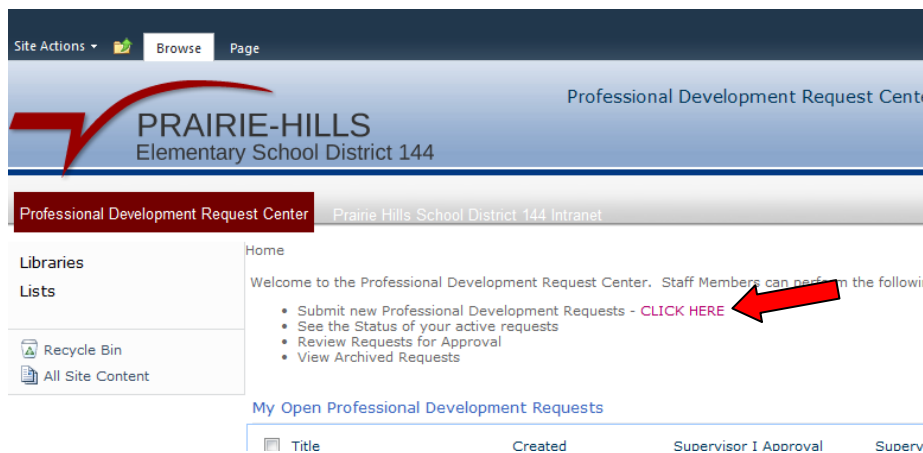 Site Actions Browse Page
Professional Development Request Cente
PRAIRIE-HILLS
Elementary School District 144
Professional Development Request Center Prairie Hills School District 144 Intranet
Libraries
Lists
Recycle Bin
All Site Content
Home
Welcome to the Professional Development Request Center. Staff Members can perform the followi
Submit new Professional Development Requests - CLICK HERE
See the Status of your active requests
Review Requests for Approval
View Archived Requests
My Open Professional Development Requests
Title Created Supervisor I Approval Superv